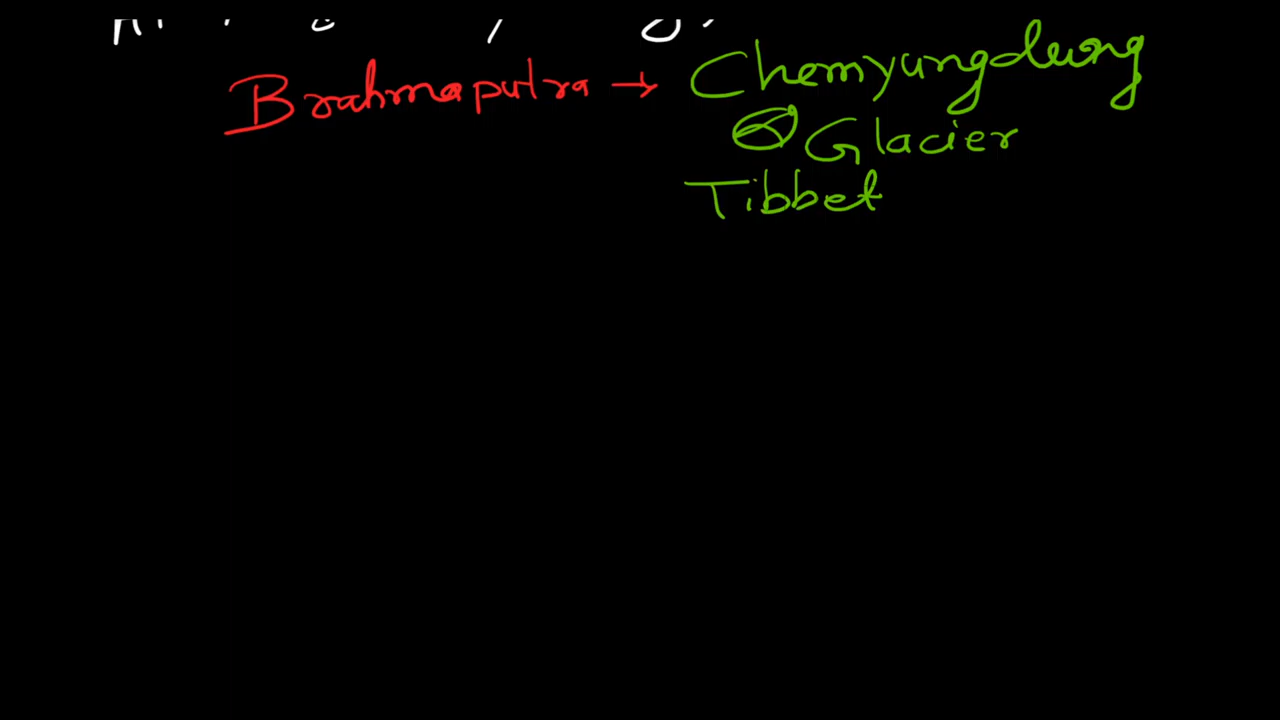 Brahmaputra → Chemyungdung
Glacier
Tibbet